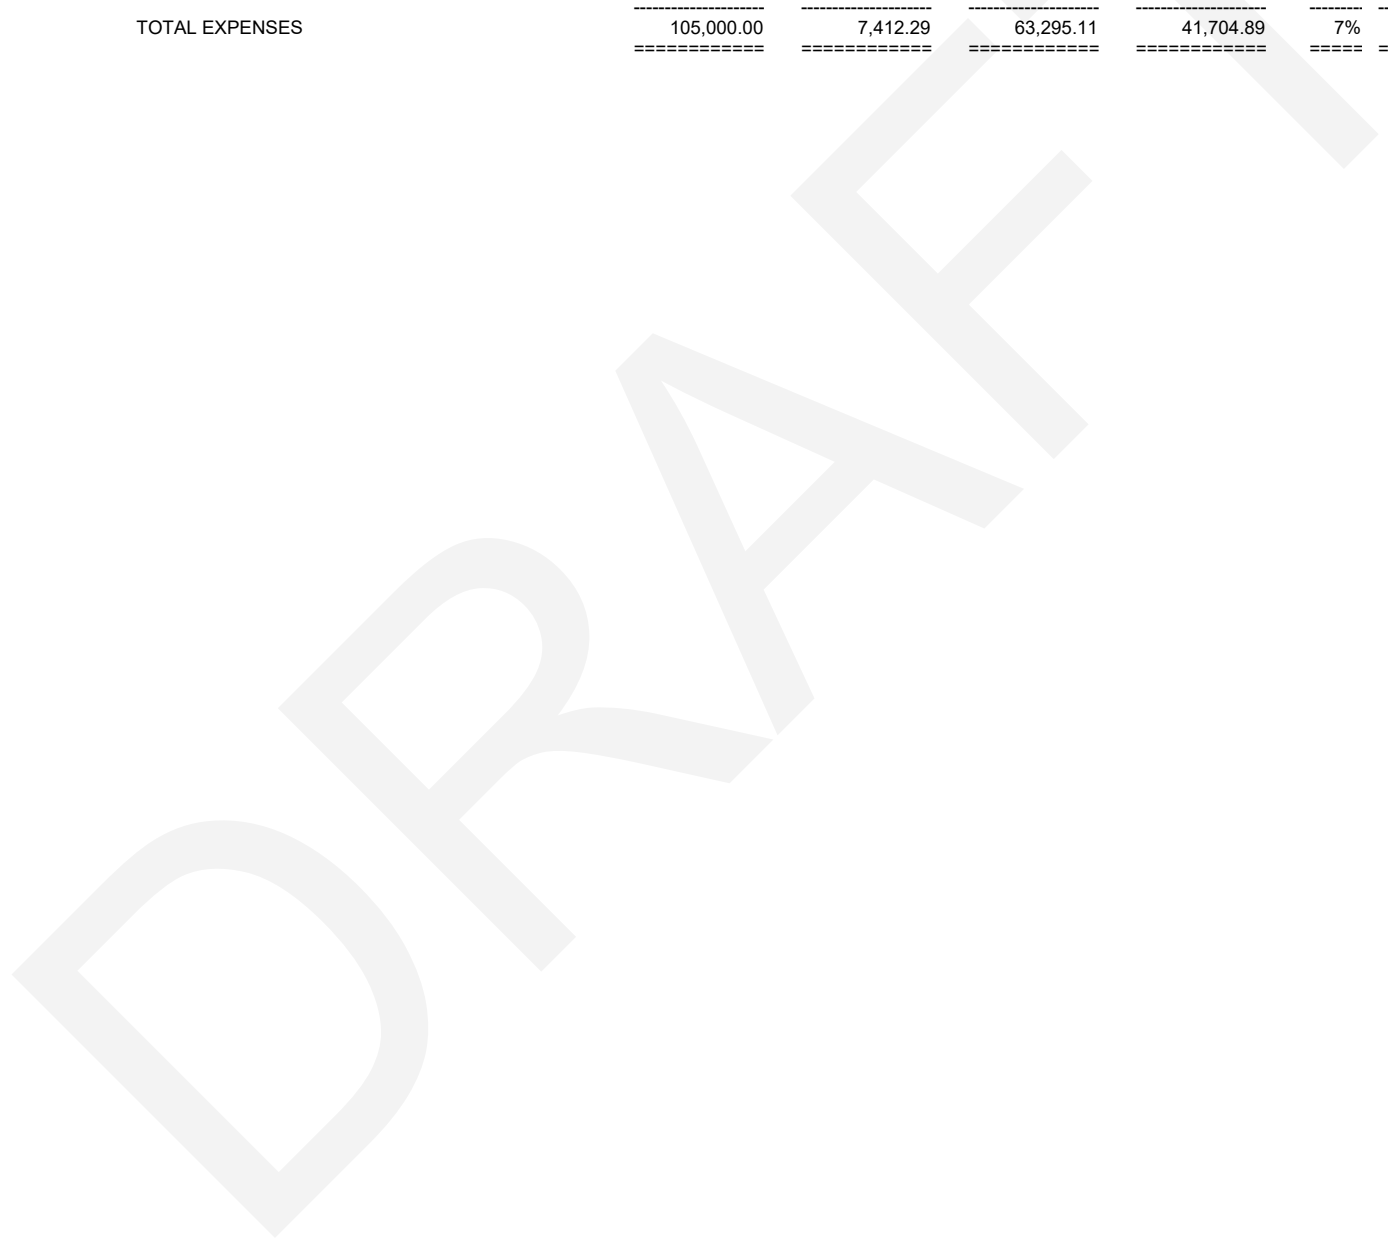 --------------------- --------------------- --------------------- --------------------- -------- --
TOTAL EXPENSES 105,000.00 7,412.29 63,295.11 41,704.89 7%
============ ============ ============ ============ ===== =
DRAFT